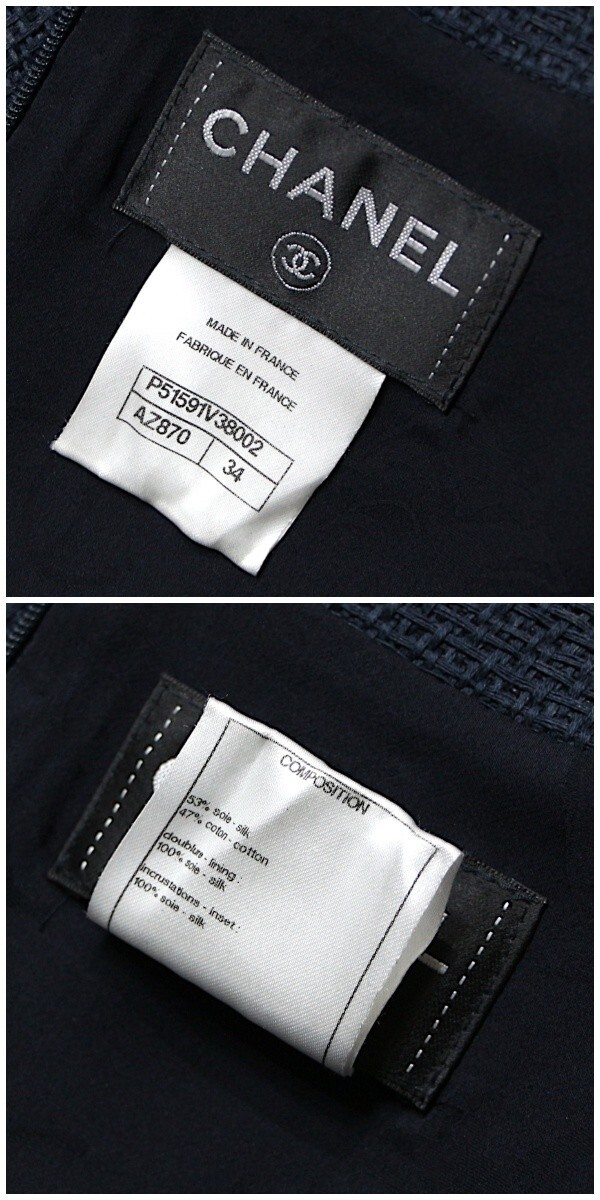 CHANEL
MADE IN FRANCE
FABRIQUE EN FRANCE
P51591V38002
AZ870 34
COMPOSITION
53% soie - silk
47% coton - cotton
doublure - lining :
100% soie - silk
incrustations - inset :
100% soie - silk